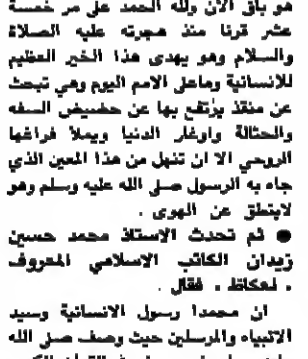 هو باق الآن ولله الحمد على مر خمسة
عشر قرنا منذ هجرته عليه الصلاة
والسلام وهو يهدى هذا الخير العظيم
للانسانية وماعلى الامم اليوم وهي تبحث
عن منقذ يرتفع بها عن حضيض السفه
والحثالة واوغار الدنيا ويملأ فراغها
الروحي الا ان تنهل من هذا المعين الذي
جاء به الرسول صلى الله عليه وسلم وهو
لاينطق عن الهوى .
● ثم تحدث الاستاذ محمد حسين
زيدان الكاتب الاسلامي المعروف
. لعكاظ . فقال .
ان محمدا رسول الانسانية وسيد
الانبياء والمرسلين حيث وصف صلى الله